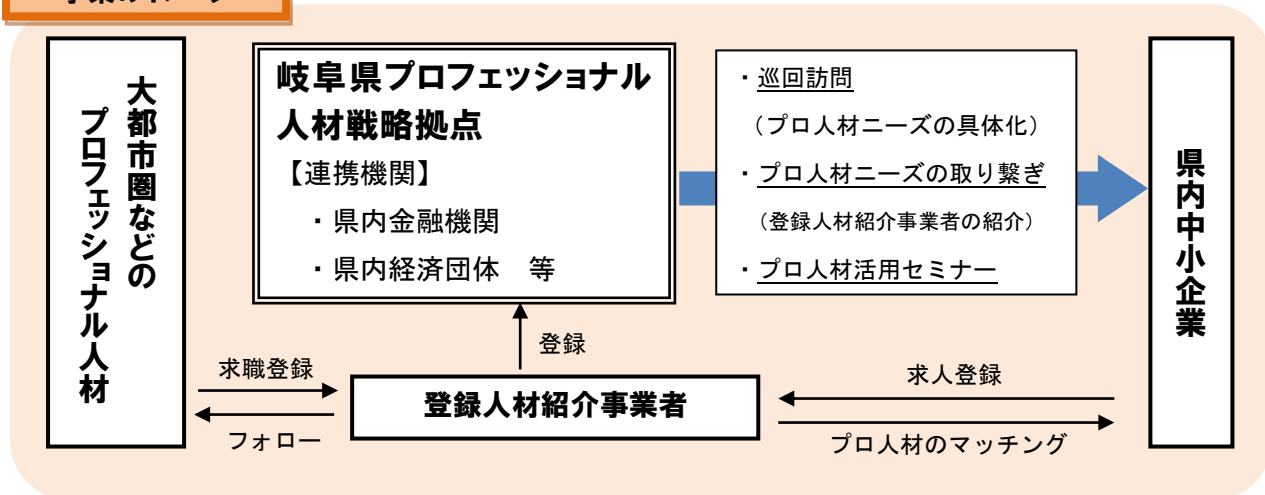 大都市圏などの
プロフェッショナル人材
岐阜県プロフェッショナル
人材戦略拠点
【連携機関】
・県内金融機関
・県内経済団体　等
・巡回訪問
（プロ人材ニーズの具体化）
・プロ人材ニーズの取り繋ぎ
（登録人材紹介事業者の紹介）
・プロ人材活用セミナー
県内中小企業
登録
求職登録
フォロー
登録人材紹介事業者
求人登録
プロ人材のマッチング